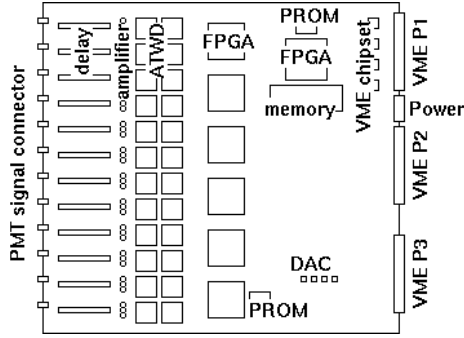 PMT signal connector
delay
amplifier
ATWD
FPGA
PROM
FPGA
memory
VME chipset
VME P1
Power
VME P2
VME P3
DAC
PROM